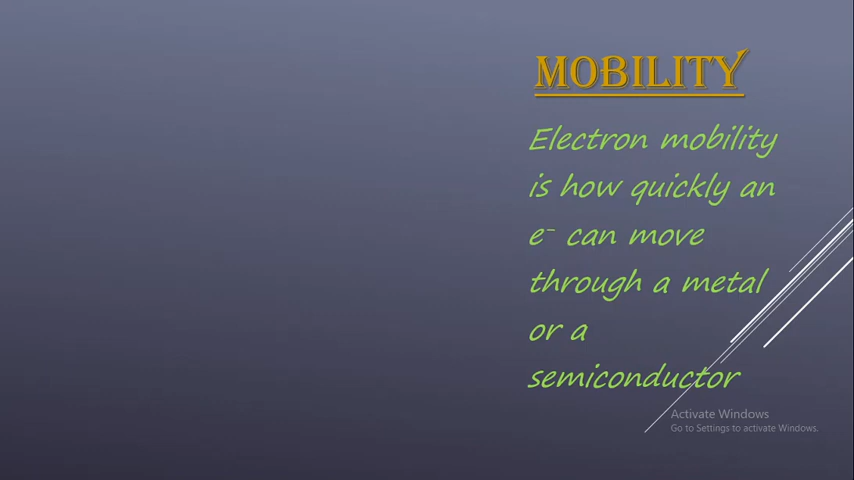 MOBILITY
Electron mobility
is how quickly an
e⁻ can move
through a metal
or a
semiconductor
Activate Windows
Go to Settings to activate Windows.